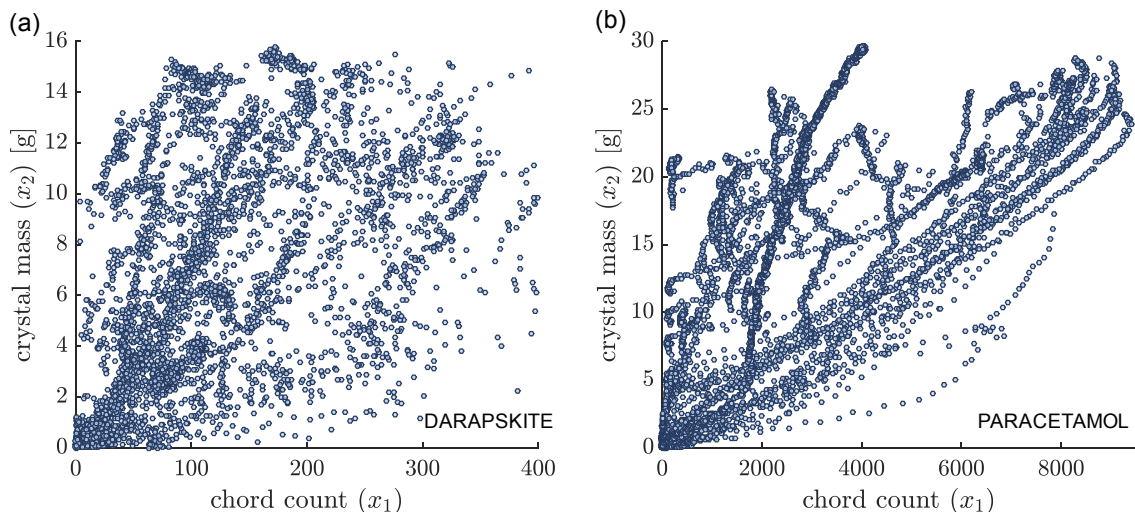 (a)
16
14
12
10
8
6
4
2
0
crystal mass (x₂) [g]
0 100 200 300 400
chord count (x₁)
DARAPSKITE
(b)
30
25
20
15
10
5
0
crystal mass (x₂) [g]
0 2000 4000 6000 8000
chord count (x₁)
PARACETAMOL